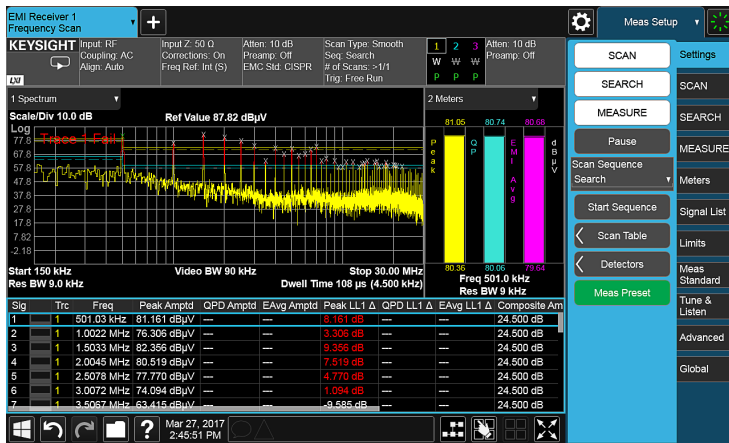 EMI Receiver 1
Frequency Scan
KEYSIGHT
Input: RF
Coupling: AC
Align: Auto
Input Z: 50 Ω
Corrections: On
Freq Ref: Int (S)
Atten: 10 dB
Preamp: Off
EMC Std: CISPR
Scan Type: Smooth
Seq: Search
# of Scans: >1/1
Trig: Free Run
1 2 3
W W W
P P P
Atten: 10 dB
Preamp: Off
LXI
Meas Setup
SCAN
SEARCH
MEASURE
Pause
Scan Sequence
Search
Start Sequence
Scan Table
Detectors
Meas Preset
Settings
SCAN
SEARCH
MEASURE
Meters
Signal List
Limits
Meas
Standard
Tune &
Listen
Advanced
Global
1 Spectrum
Scale/Div 10.0 dB
Ref Value 87.82 dBµV
Log
Trace 1 Fail
77.8
67.8
57.8
47.8
37.8
27.8
17.8
7.82
-2.18
Start 150 kHz
Video BW 90 kHz
Stop 30.00 MHz
Res BW 9.0 kHz
Dwell Time 108 µs (4.500 kHz)
2 Meters
81.05 80.74 80.68
Peak
QP
EMI Avg
dBµV
80.36 80.06 79.64
Freq 501.0 kHz
Res BW 9 kHz
Sig Trc Freq Peak Amptd QPD Amptd EAvg Amptd Peak LL1 Δ QPD LL1 Δ EAvg LL1 Δ Composite Am
1 1 501.03 kHz 81.161 dBµV --- --- 8.161 dB --- --- 24.500 dB
2 1 1.0022 MHz 76.306 dBµV --- --- 3.306 dB --- --- 24.500 dB
3 1 1.5033 MHz 82.356 dBµV --- --- 9.356 dB --- --- 24.500 dB
4 1 2.0045 MHz 80.519 dBµV --- --- 7.519 dB --- --- 24.500 dB
5 1 2.5078 MHz 77.770 dBµV --- --- 4.770 dB --- --- 24.500 dB
6 1 3.0072 MHz 74.094 dBµV --- --- 1.094 dB --- --- 24.500 dB
7 1 3.5067 MHz 63.415 dBµV --- --- -9.585 dB --- --- 24.500 dB
?
Mar 27, 2017
2:45:51 PM